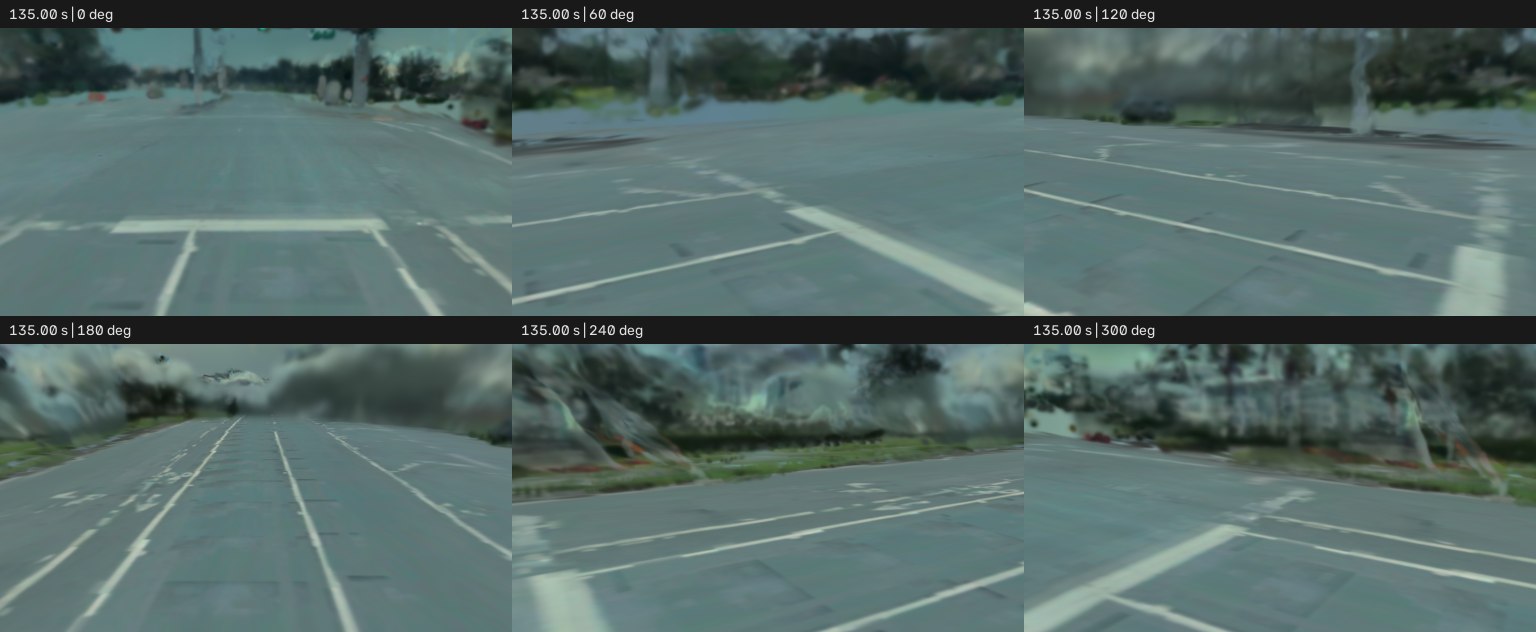 135.00 s | 0 deg
135.00 s | 60 deg
135.00 s | 120 deg
135.00 s | 180 deg
135.00 s | 240 deg
135.00 s | 300 deg